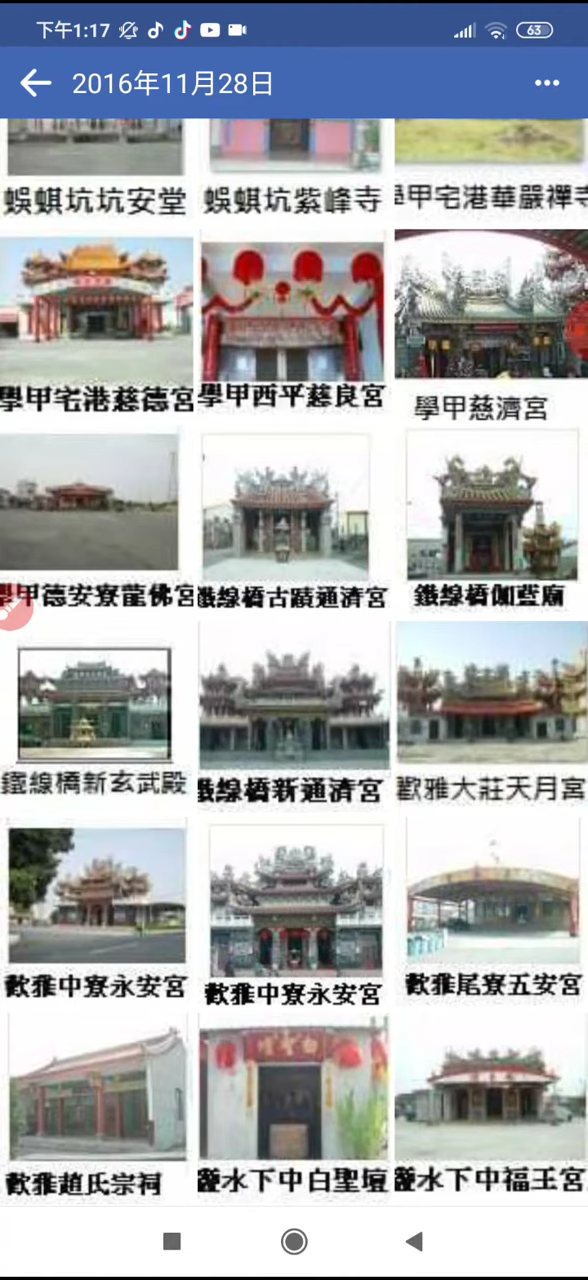 下午1:17
63
2016年11月28日
蜈蜞坑坑安堂
蜈蜞坑紫峰寺
學甲宅港華嚴禪寺
學甲宅港慈德宮
學甲西平慈良宮
學甲慈濟宮
學甲德安寮龍佛宮
鐵線橋古蹟通濟宮
鐵線橋伽藍廟
鐵線橋新玄武殿
鐵線橋新通濟宮
歡雅大莊天月宮
歡雅中寮永安宮
歡雅中寮永安宮
歡雅尾寮五安宮
歡雅趙氏宗祠
白聖壇
鹽水下中白聖壇
鹽水下中福王宮